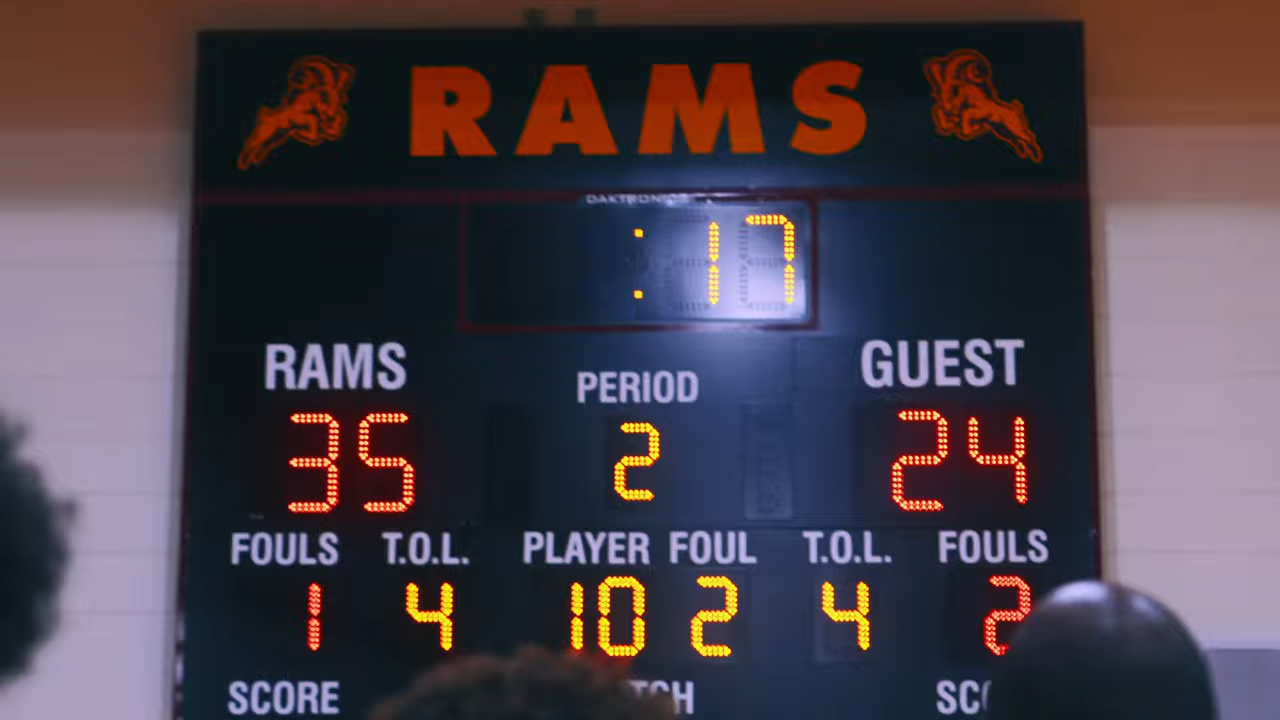 RAMS
DAKTRONICS
:17
RAMS PERIOD GUEST
35 2 24
FOULS T.O.L. PLAYER FOUL T.O.L. FOULS
1 4 10 2 4 2
SCORE